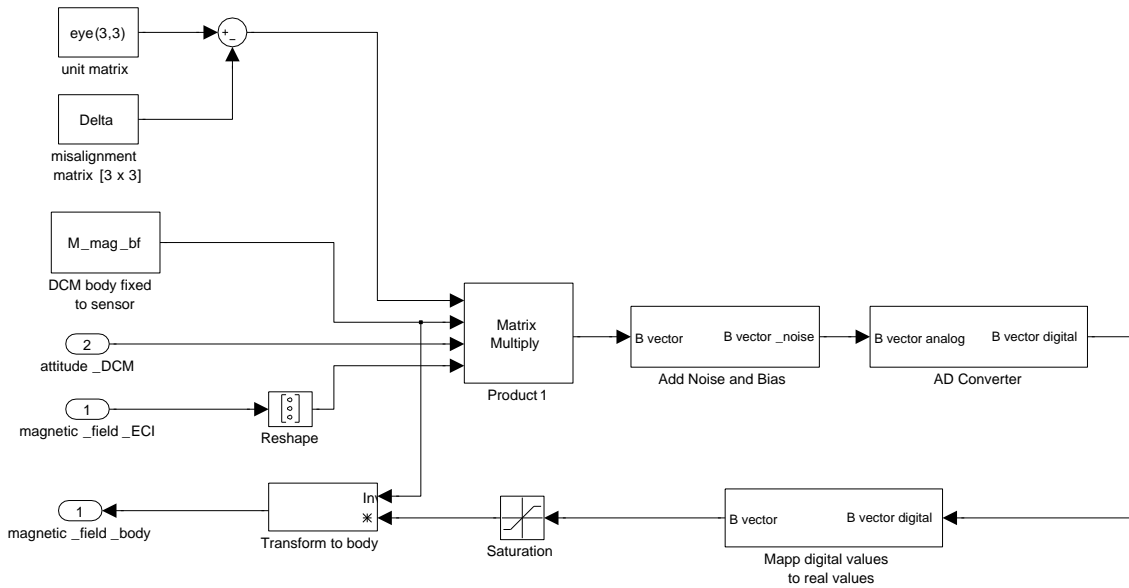 eye(3,3)
+
_
unit matrix
Delta
misalignment
matrix [3 x 3]
M_mag _bf
DCM body fixed
to sensor
2
attitude _DCM
1
magnetic _field _ECI
Reshape
Matrix
Multiply
Product 1
B vector
B vector _noise
Add Noise and Bias
B vector analog
B vector digital
AD Converter
1
magnetic _field _body
Inv
Transform to body
Saturation
B vector
B vector digital
Mapp digital values
to real values